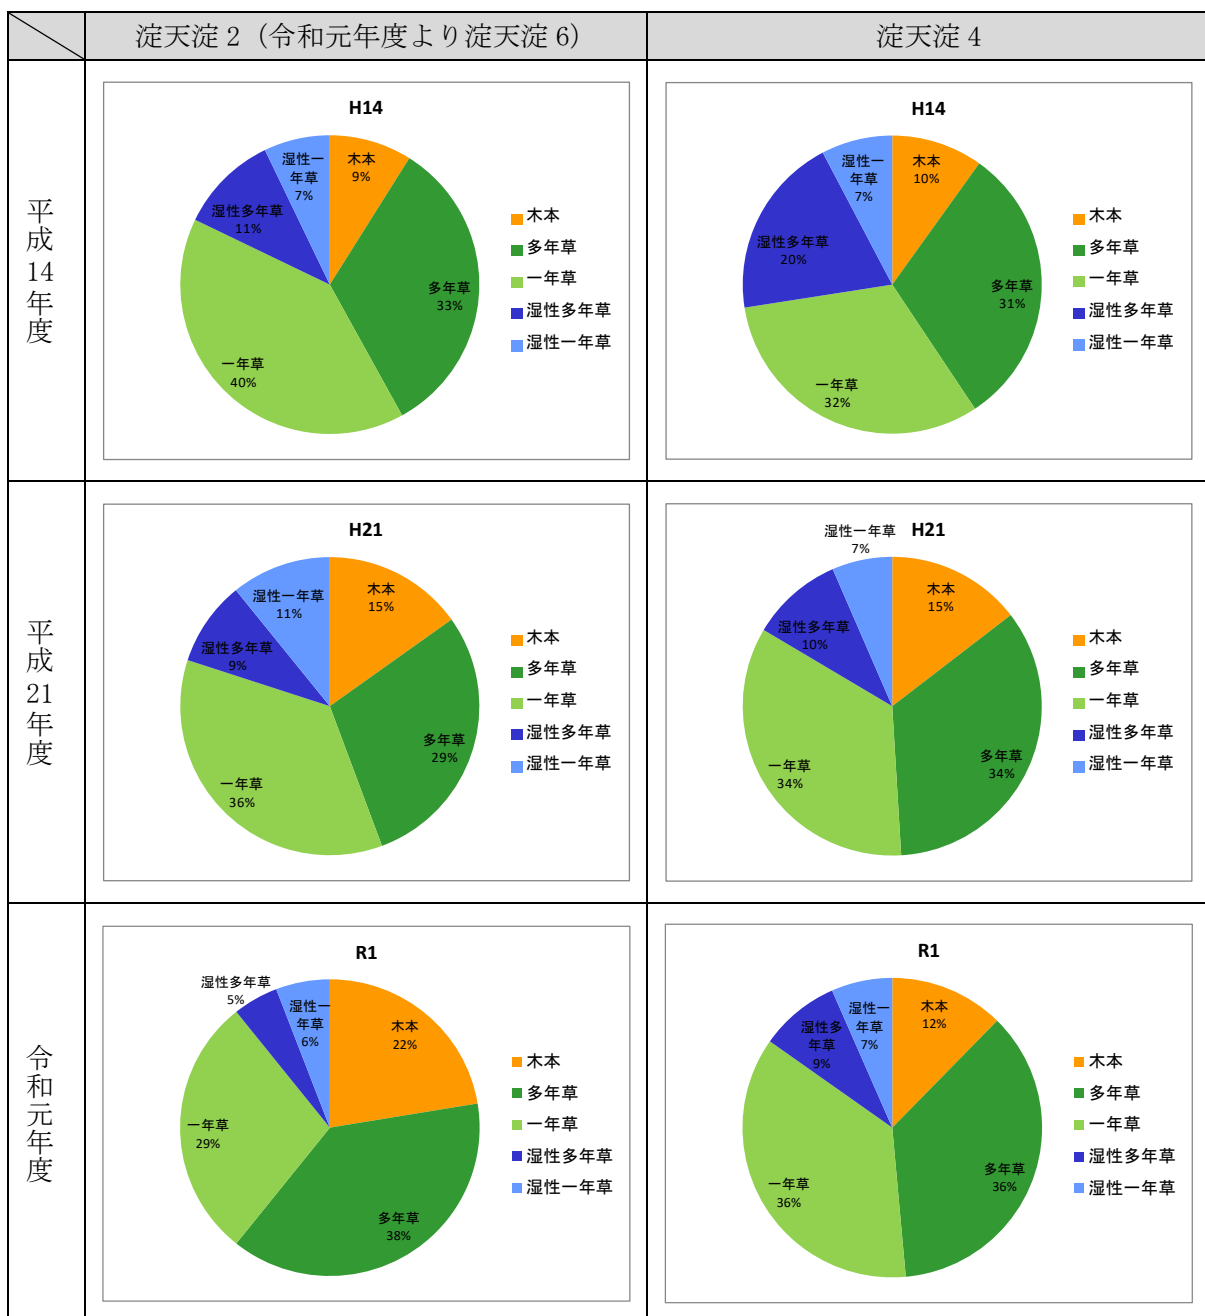 淀天淀 2（令和元年度より淀天淀 6）
淀天淀 4
平成14年度
H14
木本
9%
多年草
33%
一年草
40%
湿性多年草
11%
湿性一
年草
7%
木本
多年草
一年草
湿性多年草
湿性一年草
H14
木本
10%
多年草
31%
一年草
32%
湿性多年草
20%
湿性一
年草
7%
木本
多年草
一年草
湿性多年草
湿性一年草
平成21年度
H21
木本
15%
多年草
29%
一年草
36%
湿性多年草
9%
湿性一年草
11%
木本
多年草
一年草
湿性多年草
湿性一年草
H21
木本
15%
多年草
34%
一年草
34%
湿性多年草
10%
湿性一年草
7%
木本
多年草
一年草
湿性多年草
湿性一年草
令和元年度
R1
木本
22%
多年草
38%
一年草
29%
湿性多年草
5%
湿性一
年草
6%
木本
多年草
一年草
湿性多年草
湿性一年草
R1
木本
12%
多年草
36%
一年草
36%
湿性多
年草
9%
湿性一
年草
7%
木本
多年草
一年草
湿性多年草
湿性一年草